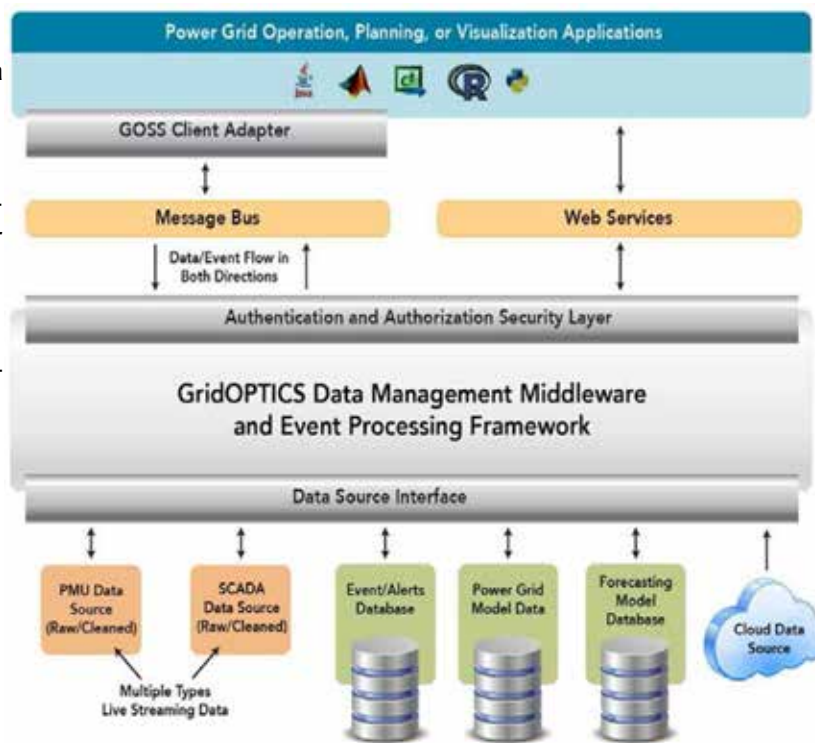 Power Grid Operation, Planning, or Visualization Applications
Java
R
GOSS Client Adapter
Message Bus
Web Services
Data/Event Flow in
Both Directions
Authentication and Authorization Security Layer
GridOPTICS Data Management Middleware
and Event Processing Framework
Data Source Interface
PMU Data
Source
(Raw/Cleaned)
SCADA
Data Source
(Raw/Cleaned)
Event/Alerts
Database
Power Grid
Model Data
Forecasting
Model
Database
Cloud Data
Source
Multiple Types
Live Streaming Data